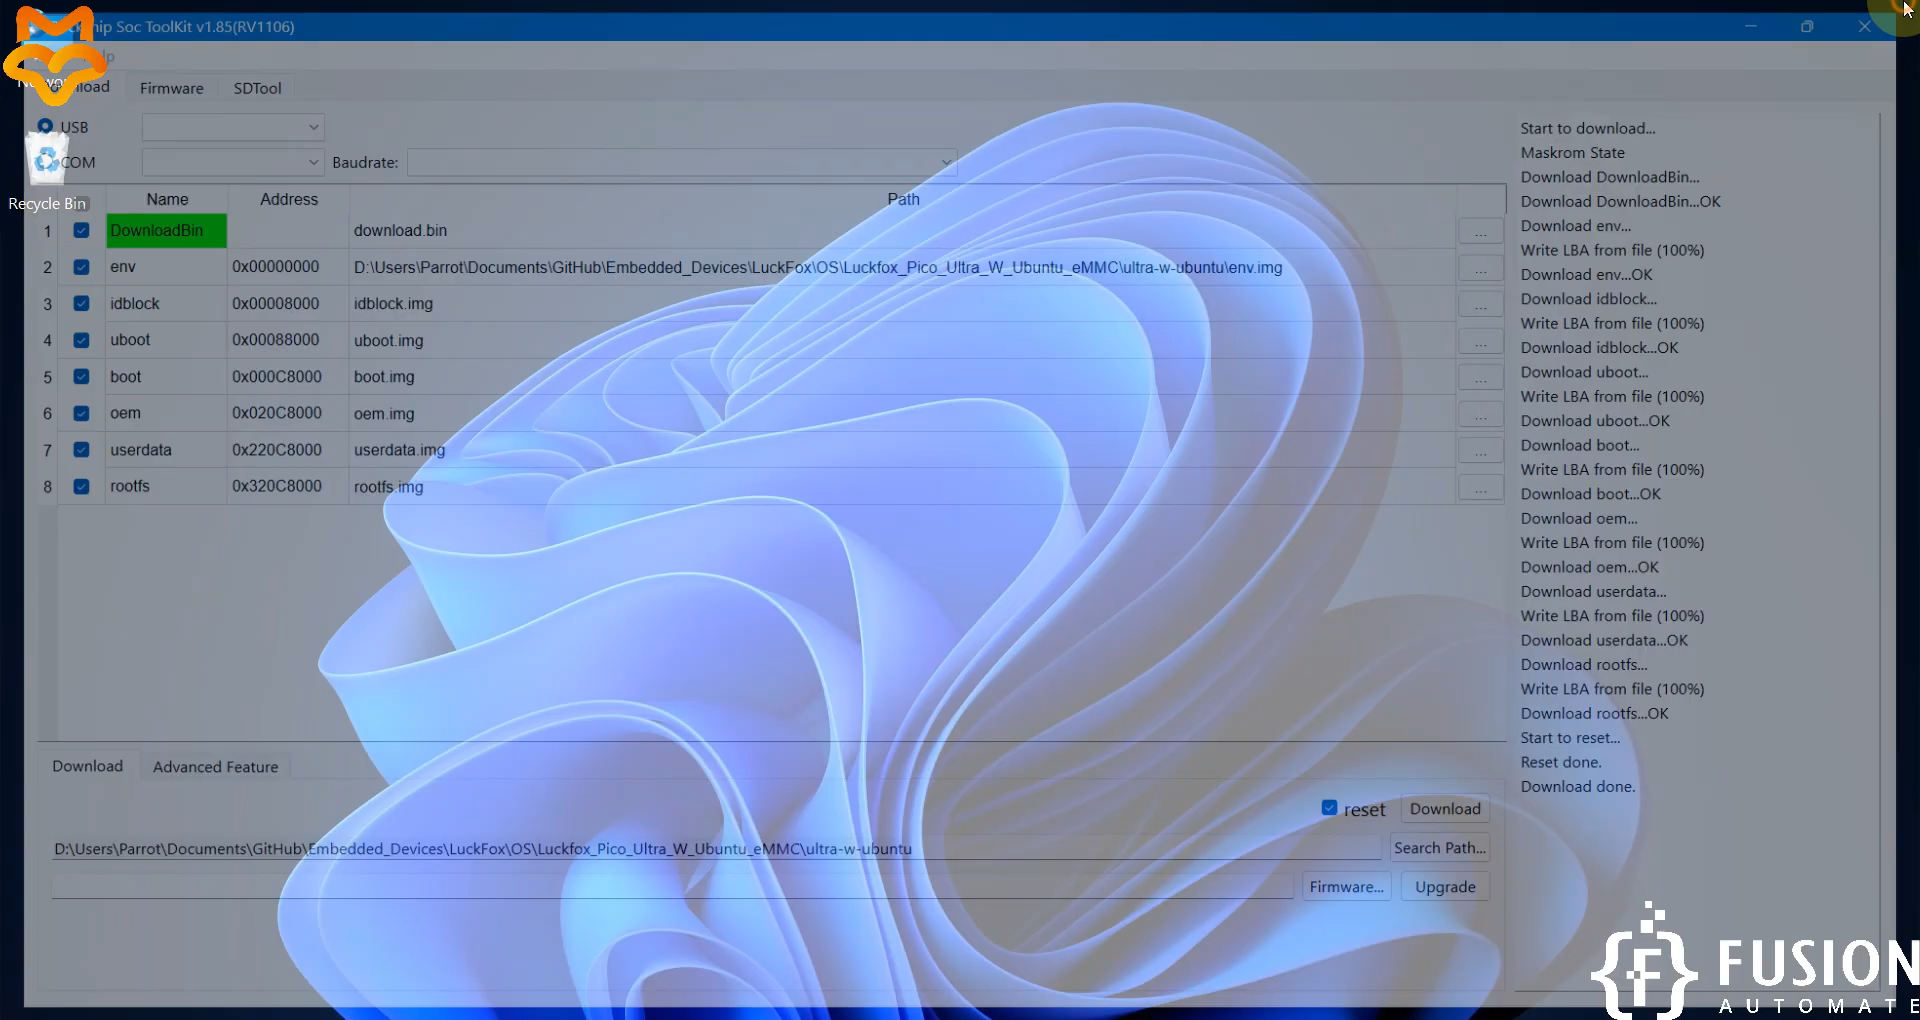 ip Soc ToolKit v1.85(RV1106)
Firmware
SDTool
USB
COM
Baudrate:
Recycle Bin
Name Address Path
1 DownloadBin download.bin ...
2 env 0x00000000 D:\Users\Parrot\Documents\GitHub\Embedded_Devices\LuckFox\OS\Luckfox_Pico_Ultra_W_Ubuntu_eMMC\ultra-w-ubuntu\env.img ...
3 idblock 0x00008000 idblock.img ...
4 uboot 0x00088000 uboot.img ...
5 boot 0x000C8000 boot.img ...
6 oem 0x020C8000 oem.img ...
7 userdata 0x220C8000 userdata.img ...
8 rootfs 0x320C8000 rootfs.img ...
Start to download...
Maskrom State
Download DownloadBin...
Download DownloadBin...OK
Download env...
Write LBA from file (100%)
Download env...OK
Download idblock...
Write LBA from file (100%)
Download idblock...OK
Download uboot...
Write LBA from file (100%)
Download uboot...OK
Download boot...
Write LBA from file (100%)
Download boot...OK
Download oem...
Write LBA from file (100%)
Download oem...OK
Download userdata...
Write LBA from file (100%)
Download userdata...OK
Download rootfs...
Write LBA from file (100%)
Download rootfs...OK
Start to reset...
Reset done.
Download done.
Download
Advanced Feature
reset
Download
D:\Users\Parrot\Documents\GitHub\Embedded_Devices\LuckFox\OS\Luckfox_Pico_Ultra_W_Ubuntu_eMMC\ultra-w-ubuntu
Search Path...
Firmware...
Upgrade
FUSION
AUTOMATE